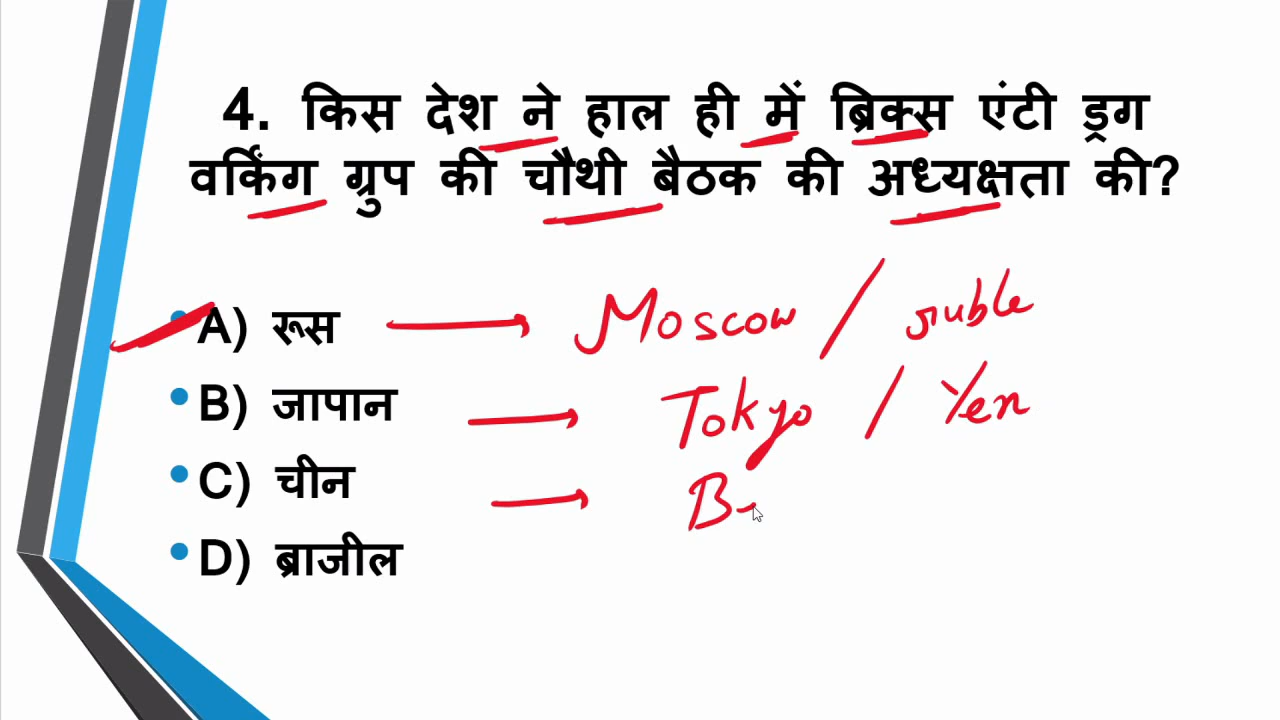 4. किस देश ने हाल ही में ब्रिक्स एंटी ड्रग
वर्किंग ग्रुप की चौथी बैठक की अध्यक्षता की?
A) रूस → Moscow / ruble
B) जापान → Tokyo / Yen
C) चीन → B
D) ब्राजील